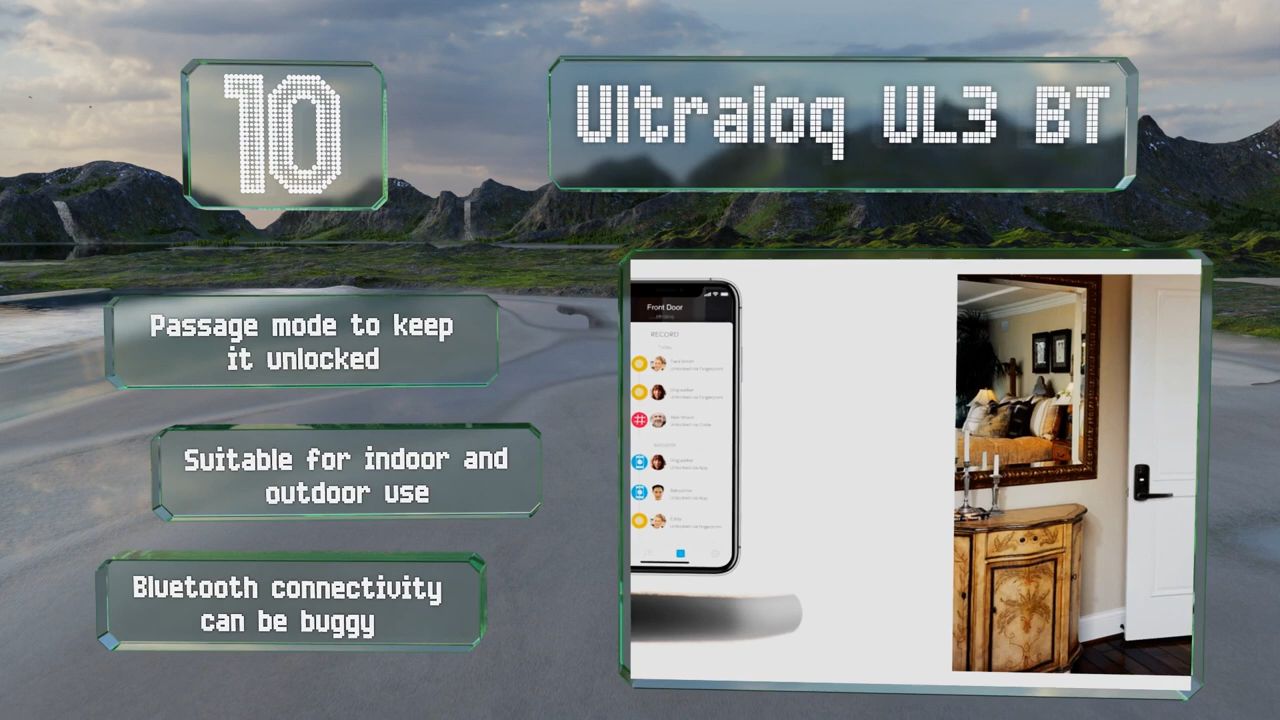 10
Ultraloq UL3 BT
Passage mode to keep
it unlocked
Suitable for indoor and
outdoor use
Bluetooth connectivity
can be buggy
Front Door
RECORD